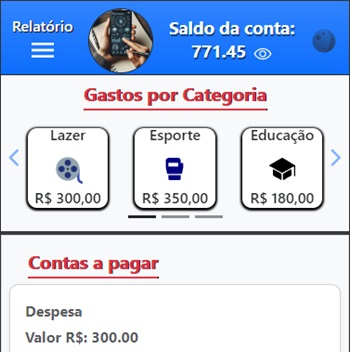 Relatório
Saldo da conta:
771.45
Gastos por Categoria
Lazer
R$ 300,00
Esporte
R$ 350,00
Educação
R$ 180,00
Contas a pagar
Despesa
Valor R$: 300.00